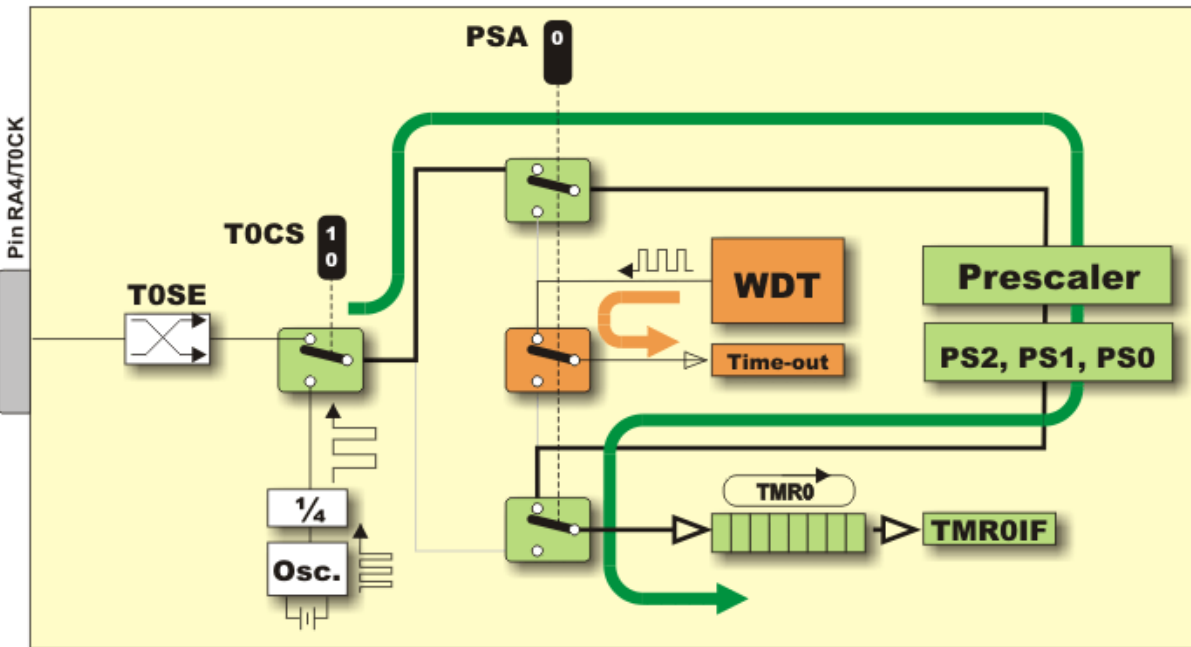 PSA
0
Pin RA4/T0CK
T0CS
1
0
T0SE
WDT
Prescaler
Time-out
PS2, PS1, PS0
¼
TMR0
TMR0IF
Osc.